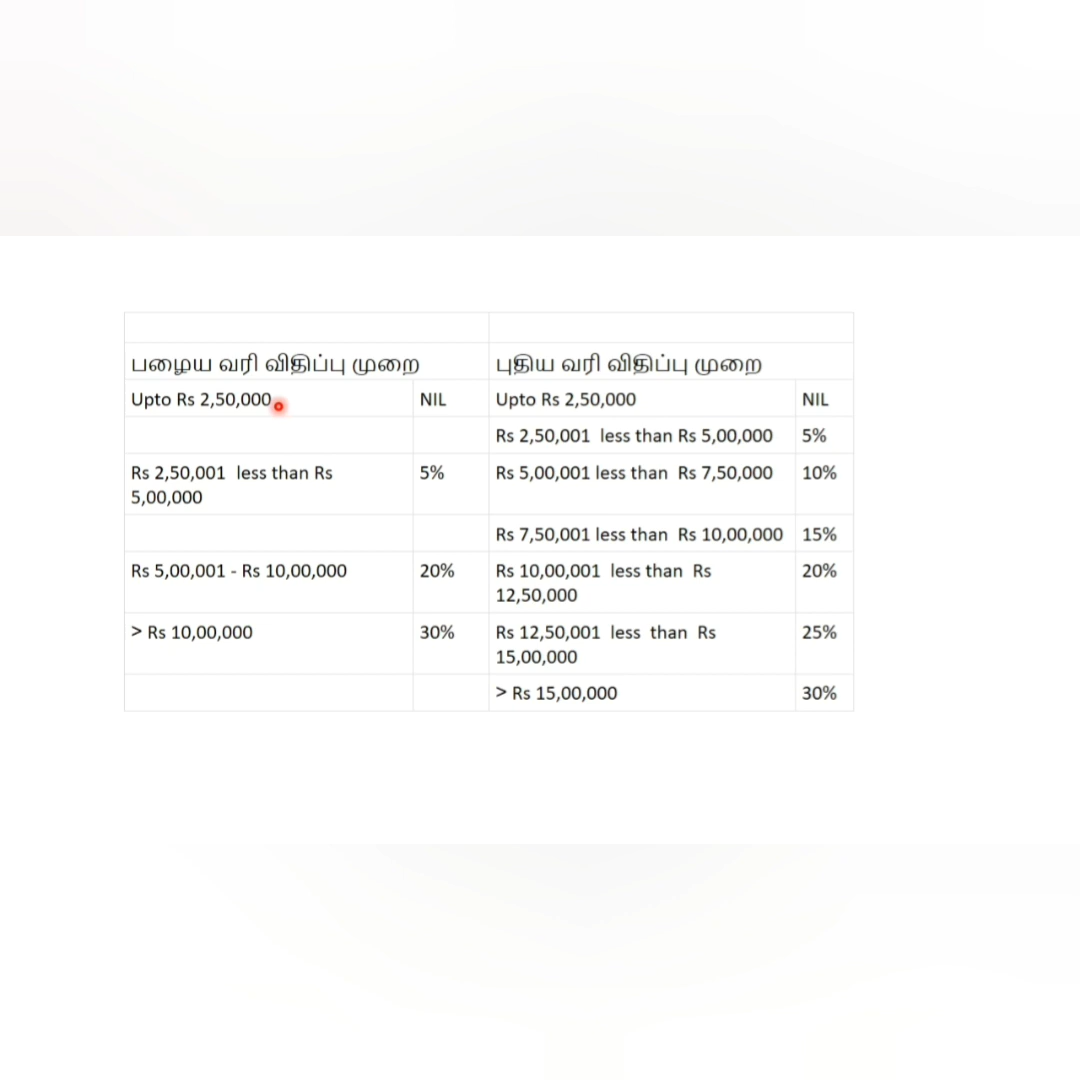 பழைய வரி விதிப்பு முறை புதிய வரி விதிப்பு முறை
Upto Rs 2,50,000 NIL Upto Rs 2,50,000 NIL
Rs 2,50,001 less than Rs 5,00,000 5%
Rs 2,50,001 less than Rs 5% Rs 5,00,001 less than Rs 7,50,000 10%
5,00,000
Rs 7,50,001 less than Rs 10,00,000 15%
Rs 5,00,001 - Rs 10,00,000 20% Rs 10,00,001 less than Rs 20%
12,50,000
> Rs 10,00,000 30% Rs 12,50,001 less than Rs 25%
15,00,000
> Rs 15,00,000 30%